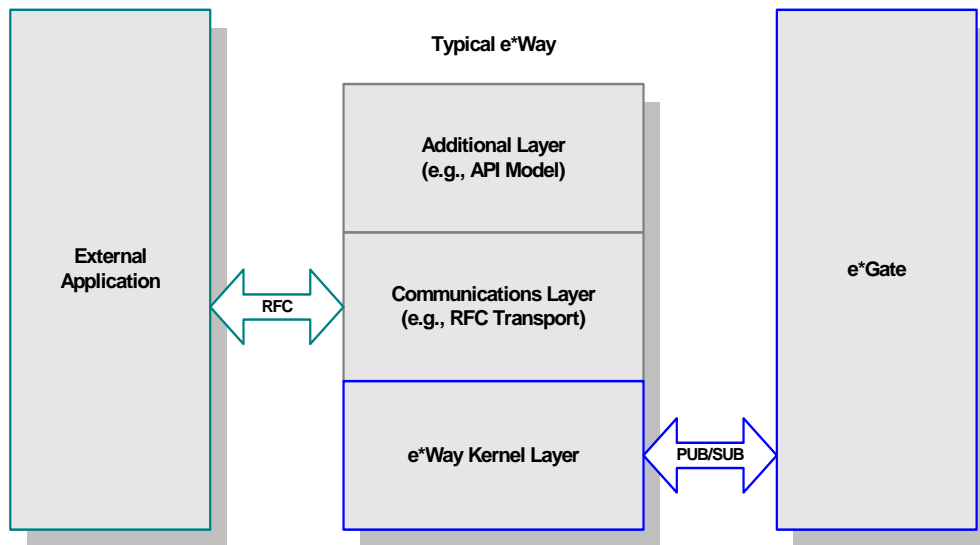 Typical e*Way
Additional Layer
(e.g., API Model)
External
Application
RFC
Communications Layer
(e.g., RFC Transport)
e*Gate
e*Way Kernel Layer
PUB/SUB